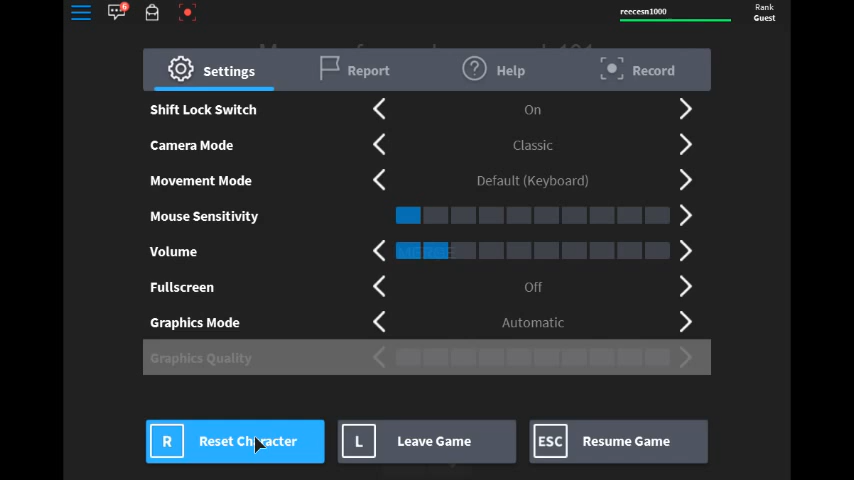 6
reecesn1000
Rank
Guest
Settings
Report
Help
Record
Shift Lock Switch
On
Camera Mode
Classic
Movement Mode
Default (Keyboard)
Mouse Sensitivity
Volume
Fullscreen
Off
Graphics Mode
Automatic
Graphics Quality
R Reset Character
L Leave Game
ESC Resume Game